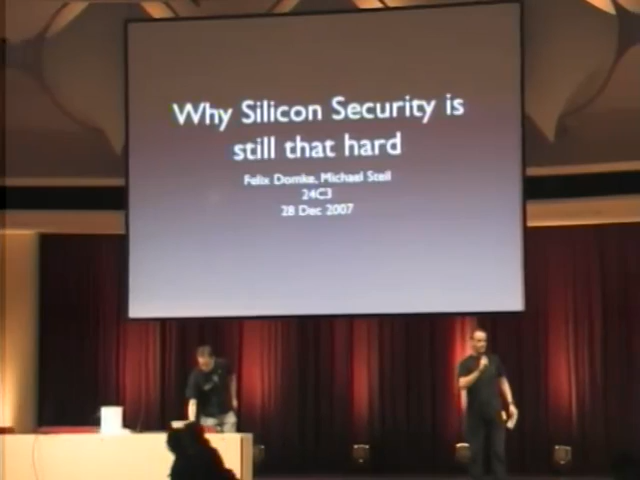 Why Silicon Security is
still that hard
Felix Domke, Michael Steil
24C3
28 Dec 2007